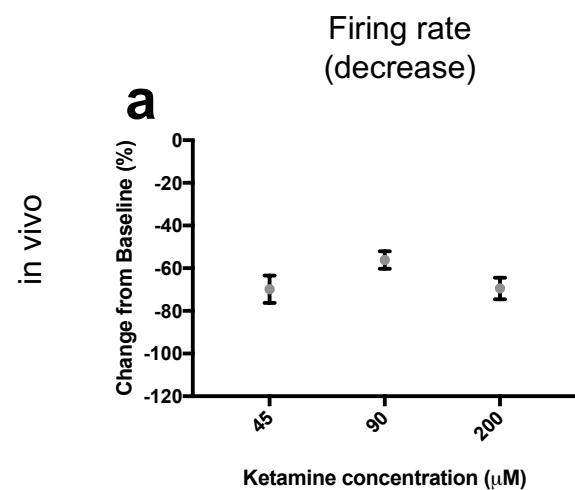 Firing rate
(decrease)
a
in vivo
Change from Baseline (%)
0
-20
-40
-60
-80
-100
-120
45
90
200
Ketamine concentration (μM)